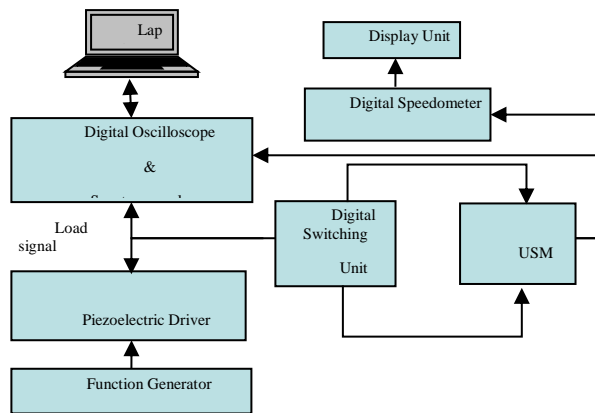 Lap
Display Unit
Digital Speedometer
Digital Oscilloscope
&
Load
signal
Digital
Switching
Unit
USM
Piezoelectric Driver
Function Generator